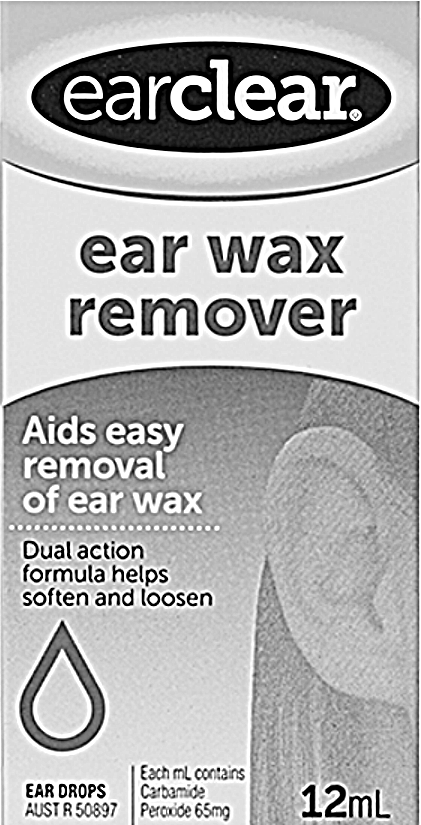 earclear®
ear wax
remover
Aids easy
removal
of ear wax
Dual action
formula helps
soften and loosen
EAR DROPS
AUST R 50897
Each mL contains
Carbamide
Peroxide 65mg
12mL